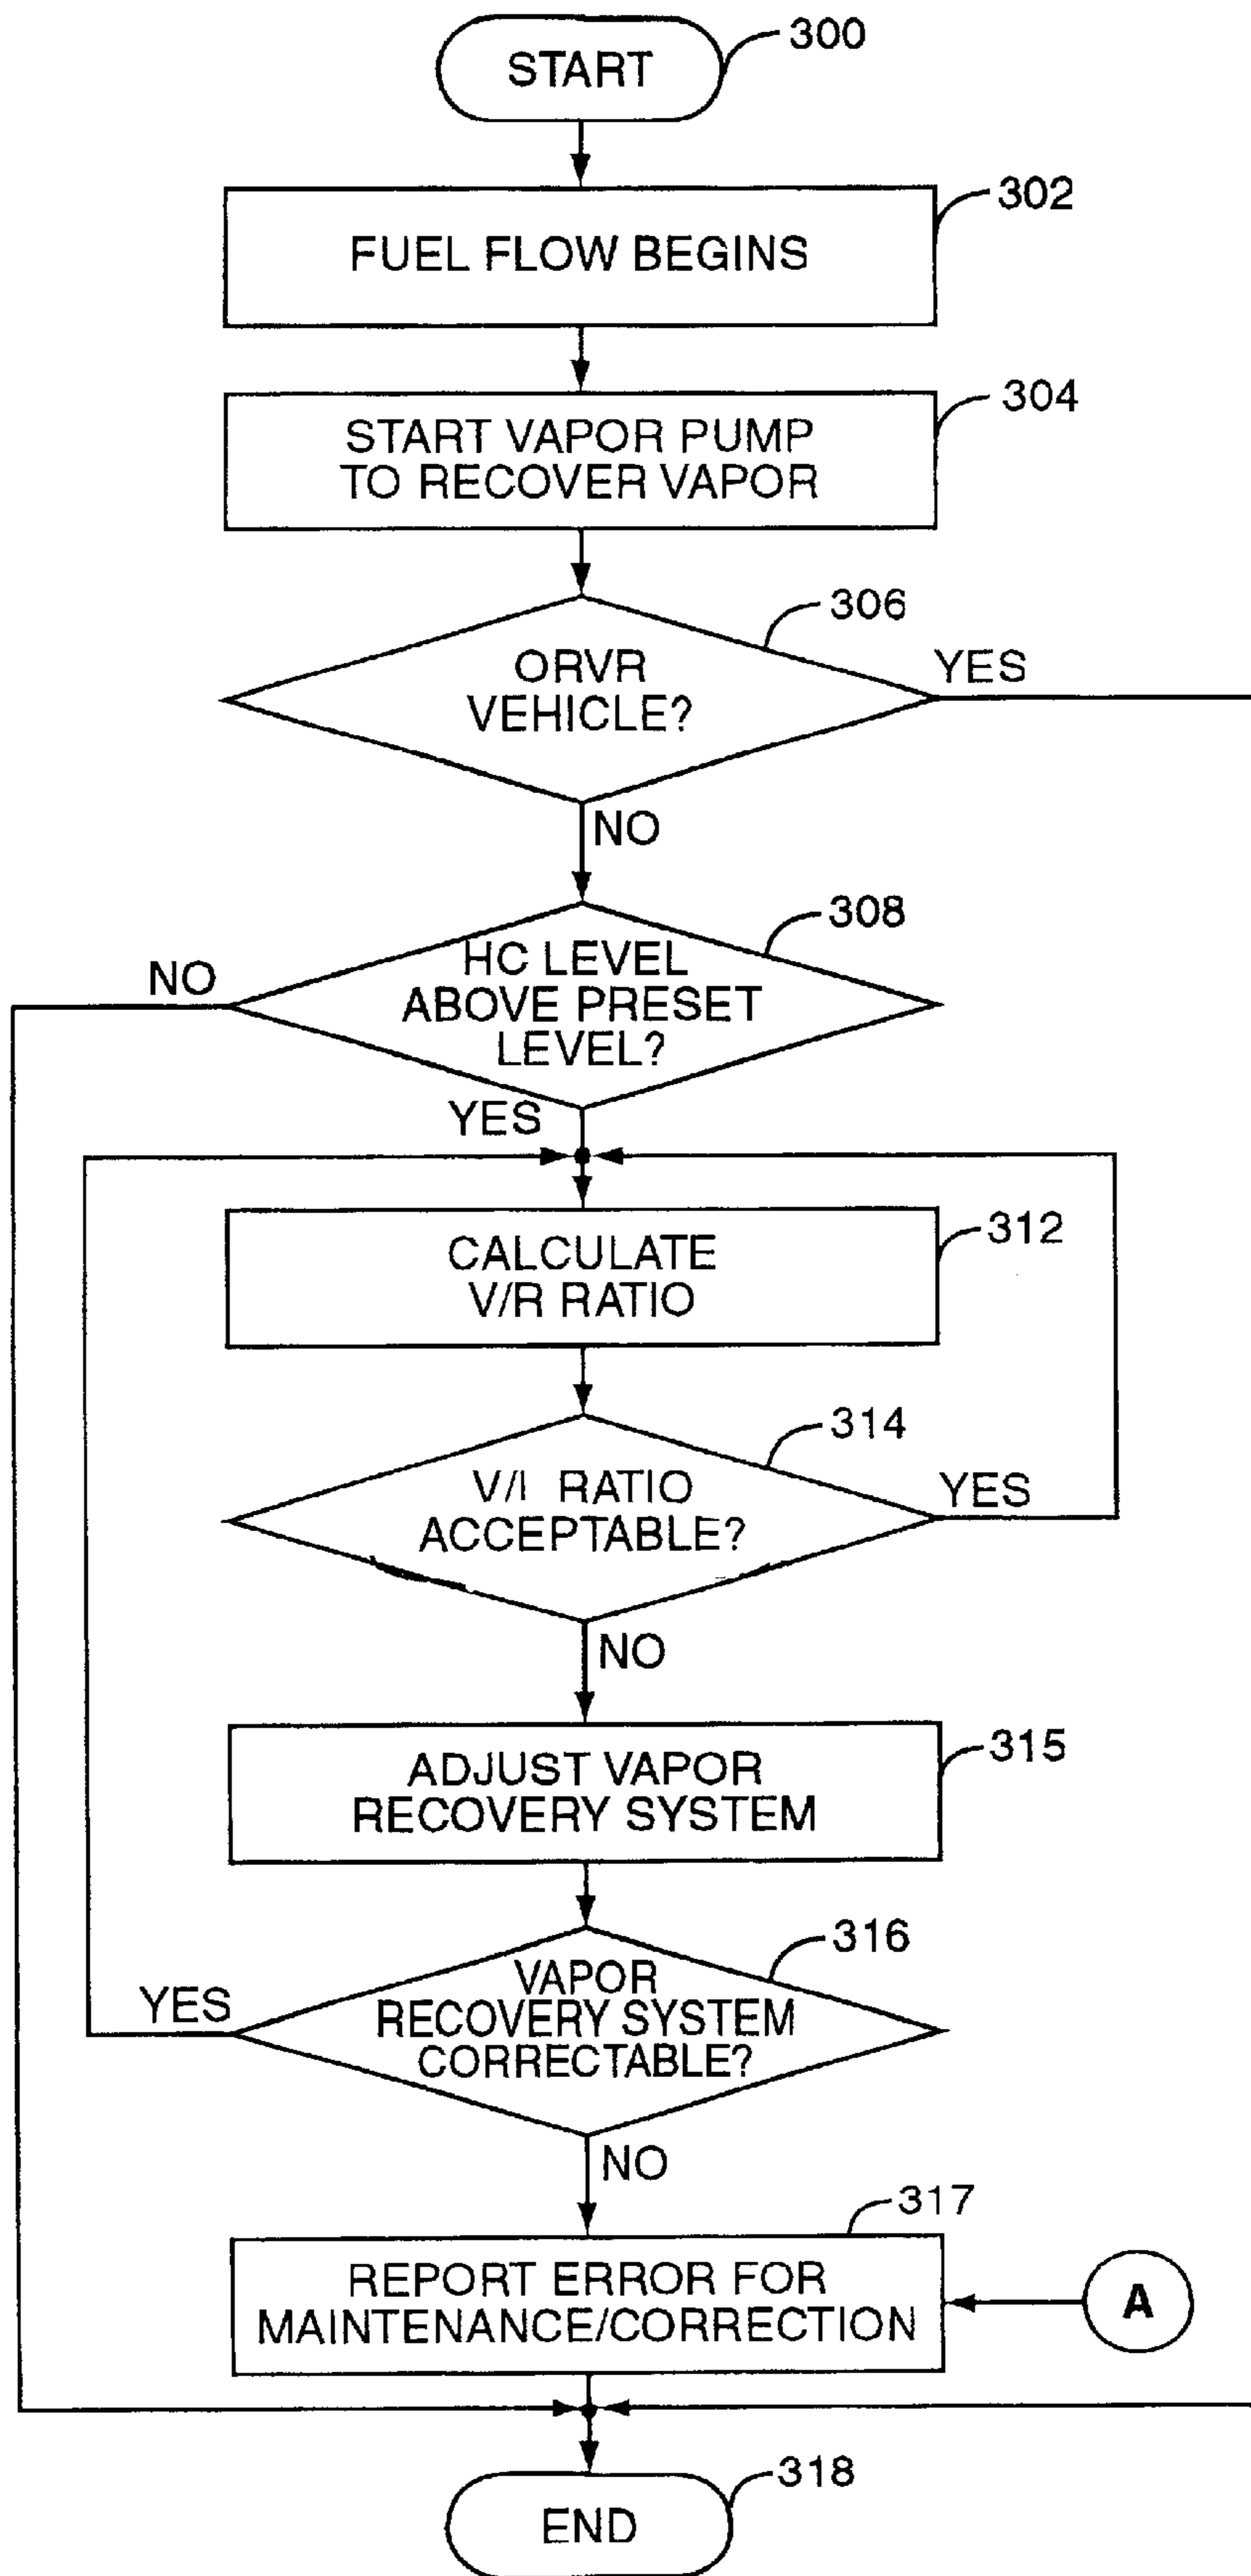 START
300
FUEL FLOW BEGINS
302
START VAPOR PUMP
TO RECOVER VAPOR
304
ORVR
VEHICLE?
306
YES
NO
HC LEVEL
ABOVE PRESET
LEVEL?
308
NO
YES
CALCULATE
V/R RATIO
312
V/L RATIO
ACCEPTABLE?
314
YES
NO
ADJUST VAPOR
RECOVERY SYSTEM
315
VAPOR
RECOVERY SYSTEM
CORRECTABLE?
316
YES
NO
REPORT ERROR FOR
MAINTENANCE/CORRECTION
317
A
END
318